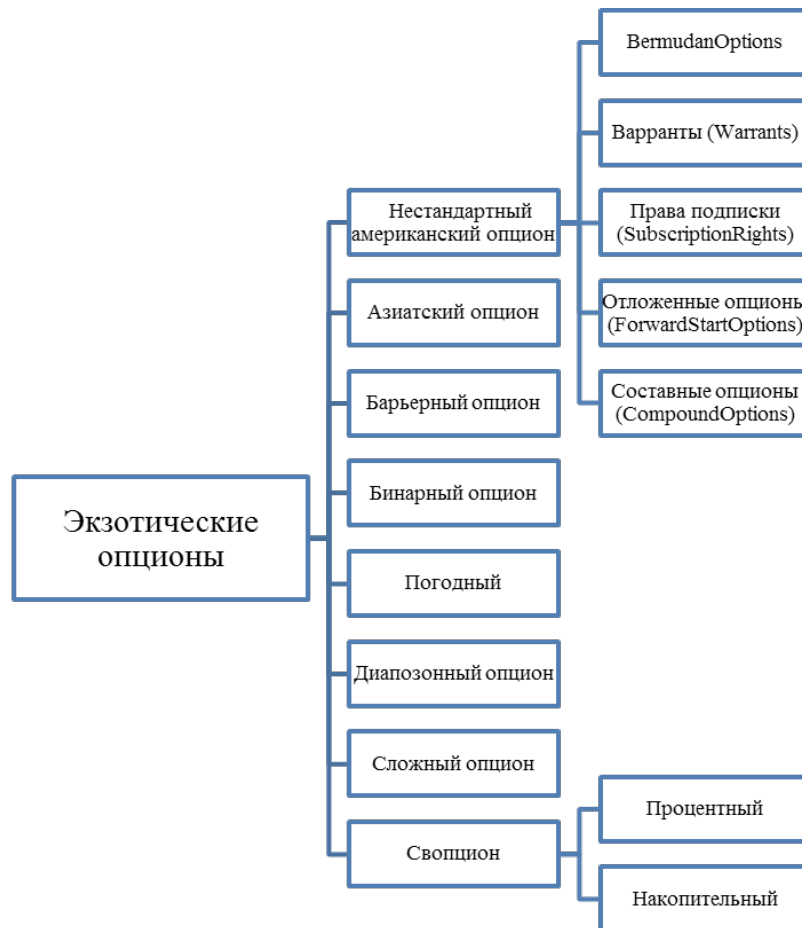 Экзотические
опционы
Нестандартный
американский опцион
BermudanOptions
Варранты (Warrants)
Права подписки
(SubscriptionRights)
Отложенные опционы
(ForwardStartOptions)
Составные опционы
(CompoundOptions)
Азиатский опцион
Барьерный опцион
Бинарный опцион
Погодный
Диапозонный опцион
Сложный опцион
Свопцион
Процентный
Накопительный